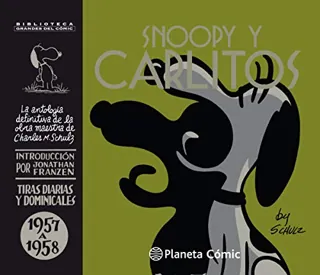 BIBLIOTECA
GRANDES DEL CÓMIC
La antología
definitiva de la
obra maestra de
Charles M. Schulz
INTRODUCCIÓN
POR JONATHAN
FRANZEN
TIRAS DIARIAS
Y DOMINICALES
1957
A
1958
SNOOPY Y
CARLITOS
by
SCHULZ
Planeta Cómic